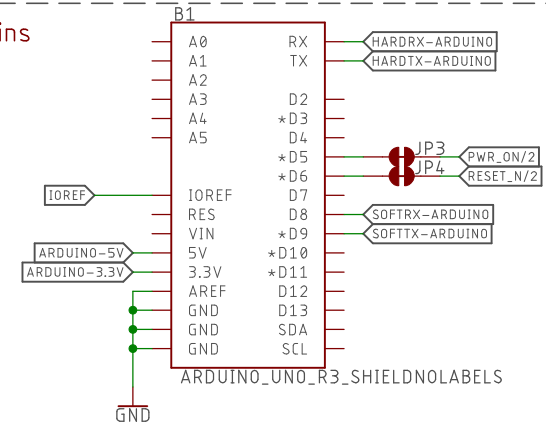 ins
B1
A0 RX HARDRX-ARDUINO
A1 TX HARDTX-ARDUINO
A2
A3 D2
A4 *D3
A5 D4
*D5 JP3 PWR_ON/2
*D6 JP4 RESET_N/2
IOREF IOREF D7
RES D8 SOFTRX-ARDUINO
VIN *D9 SOFTTX-ARDUINO
ARDUINO-5V 5V *D10
ARDUINO-3.3V 3.3V *D11
AREF D12
GND D13
GND SDA
GND SCL
ARDUINO_UNO_R3_SHIELDNOLABELS
GND